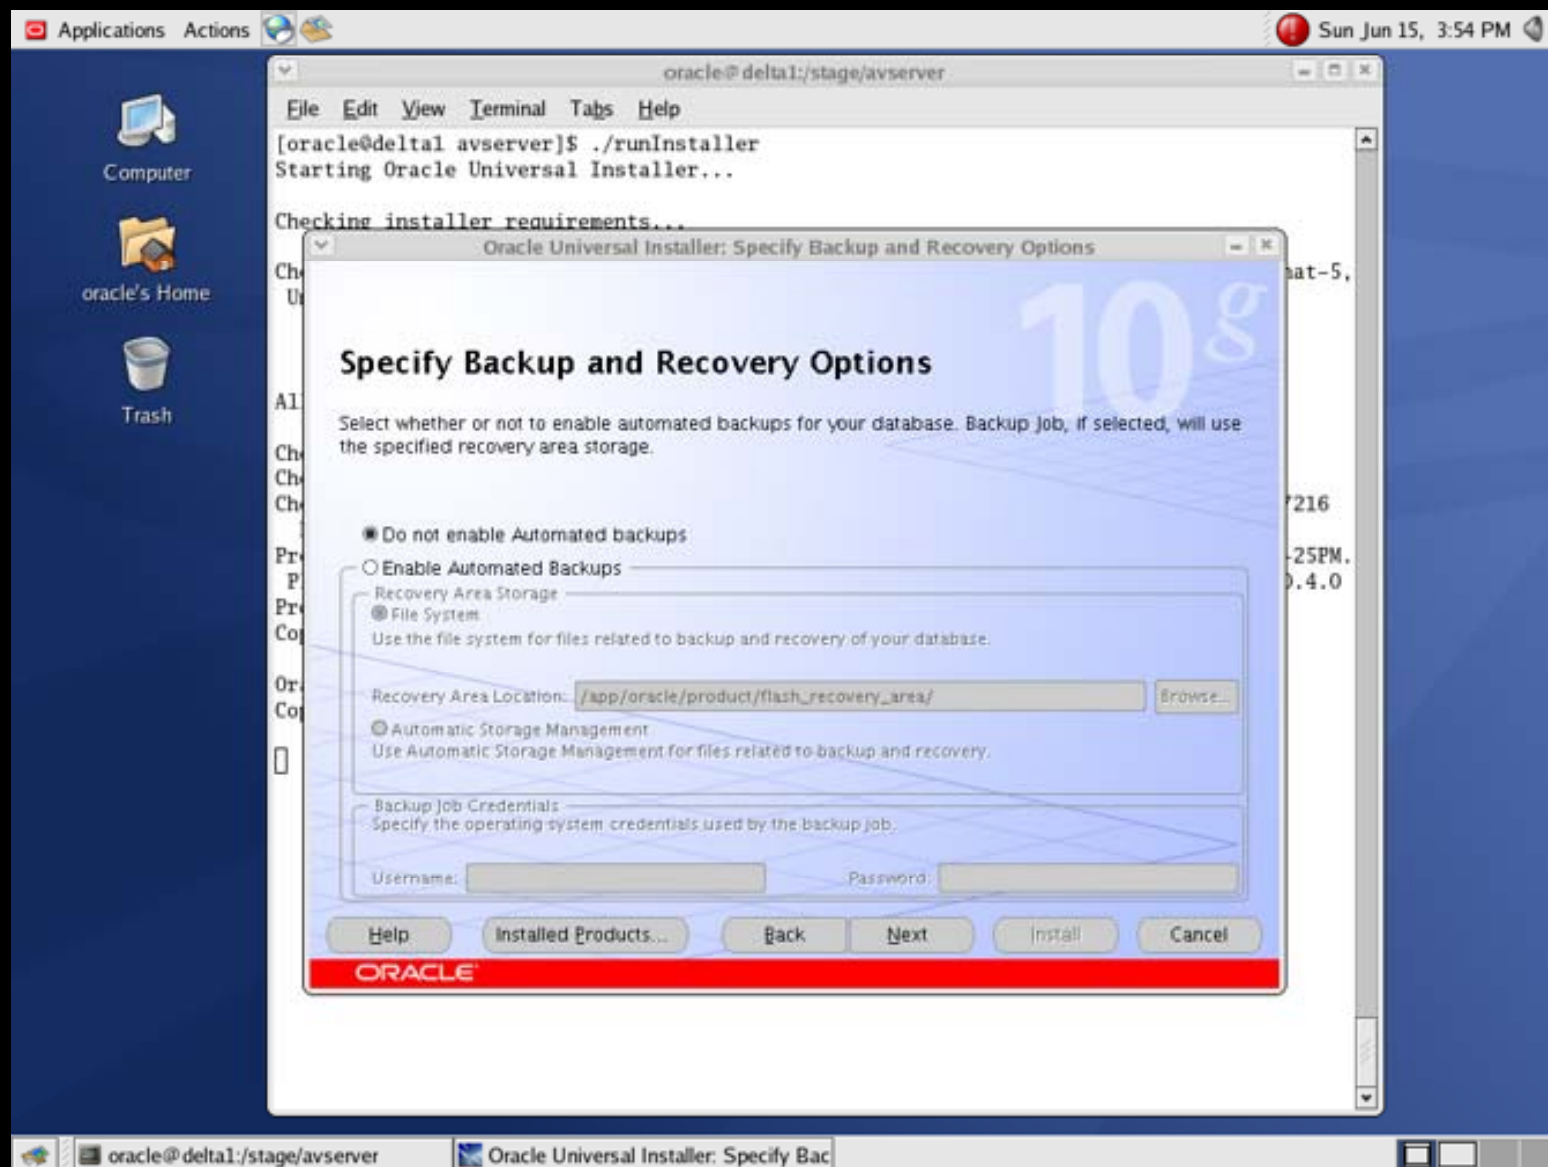 Applications Actions Sun Jun 15, 3:54 PM
oracle@delta1:/stage/avserver
File Edit View Terminal Tabs Help
Computer
oracle's Home
Trash
[oracle@delta1 avserver]$ ./runInstaller
Starting Oracle Universal Installer...
Checking installer requirements...
Oracle Universal Installer: Specify Backup and Recovery Options
hat-5,
10g
Specify Backup and Recovery Options
Select whether or not to enable automated backups for your database. Backup Job, if selected, will use
the specified recovery area storage.
7216
Do not enable Automated backups
-25PM.
Enable Automated Backups
0.4.0
Recovery Area Storage
File System
Use the file system for files related to backup and recovery of your database.
Recovery Area Location: /app/oracle/product/flash_recovery_area/ Browse...
Automatic Storage Management
Use Automatic Storage Management for files related to backup and recovery.
Backup Job Credentials
Specify the operating system credentials used by the backup job.
Username: Password:
Help Installed Products... Back Next Install Cancel
ORACLE
oracle@delta1:/stage/avserver Oracle Universal Installer: Specify Bac